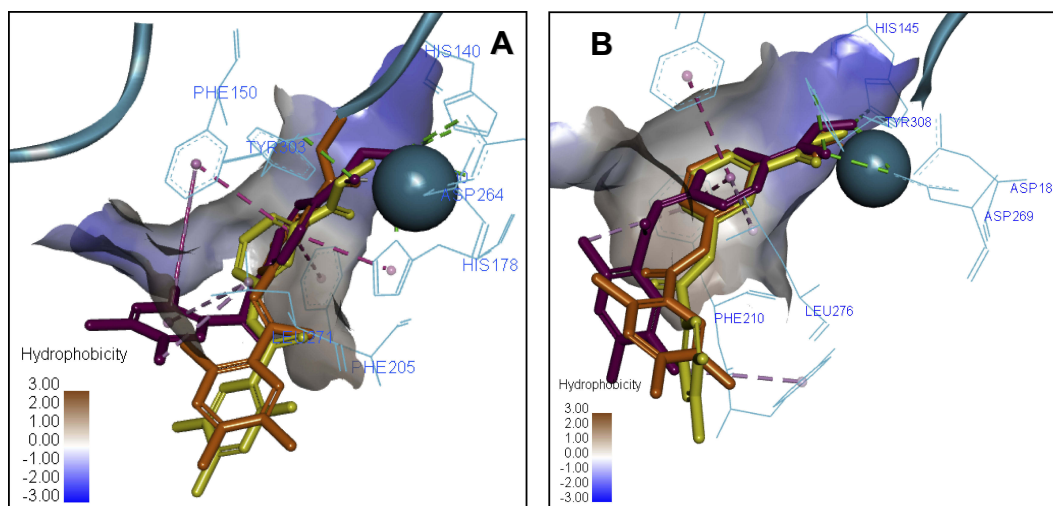 A
HIS140
PHE150
TYR303
ASP264
HIS178
LEU271
PHE205
Hydrophobicity
3.00
2.00
1.00
0.00
-1.00
-2.00
-3.00
B
HIS145
TYR308
ASP18
ASP269
LEU276
PHE210
Hydrophobicity
3.00
2.00
1.00
0.00
-1.00
-2.00
-3.00